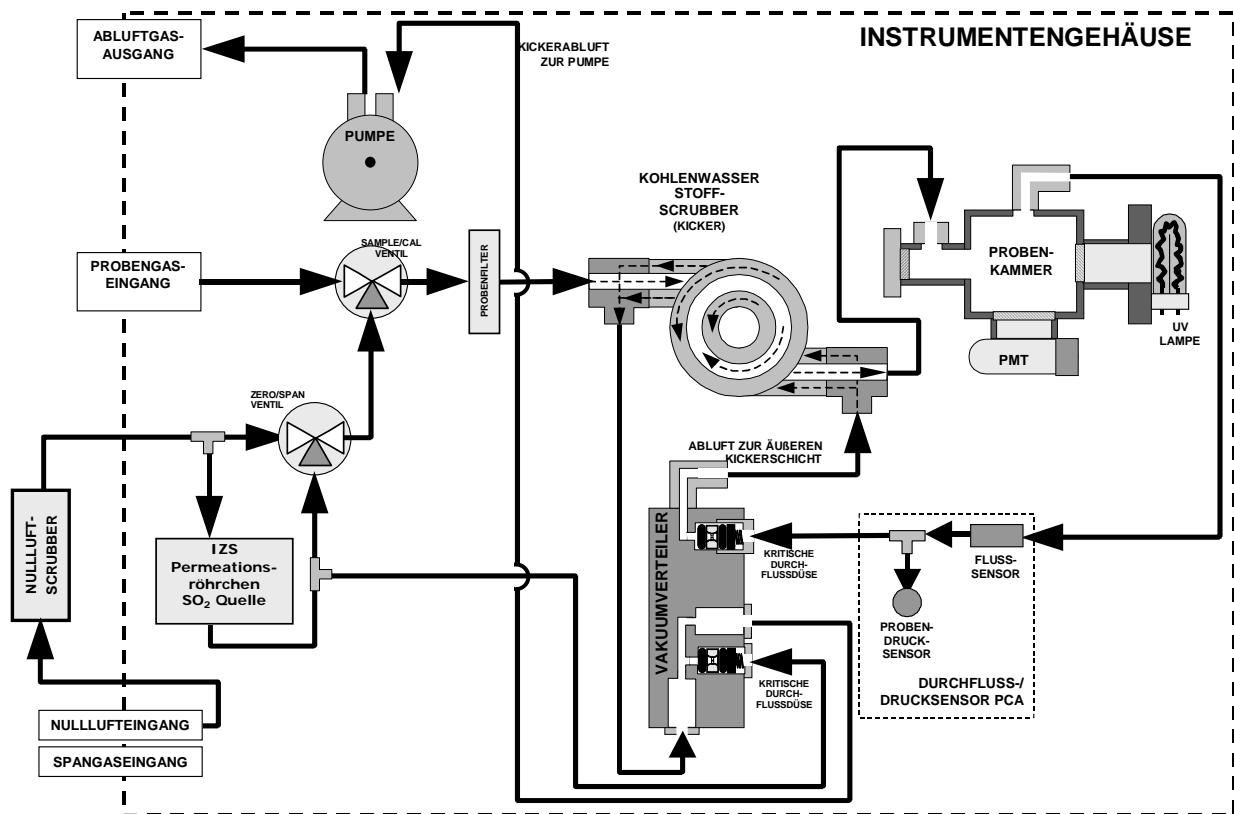 INSTRUMENTENGEHÄUSE
ABLUFTGAS-
AUSGANG
KICKERABLUFT
ZUR PUMPE
PUMPE
KOHLENWASSER
STOFF-
SCRUBBER
(KICKER)
SAMPLE/CAL
VENTIL
PROBENGAS-
EINGANG
PROBENFILTER
PROBEN-
KAMMER
UV
LAMPE
PMT
ZERO/SPAN
VENTIL
ABLUFT ZUR ÄUßEREN
KICKERSCHICHT
NULLLUFT-
SCRUBBER
IZS
Permeations-
röhrchen
SO2 Quelle
VAKUUMVERTEILER
KRITISCHE
DURCH-
FLUSSDÜSE
FLUSS-
SENSOR
PROBEN-
DRUCK-
SENSOR
KRITISCHE
DURCH-
FLUSSDÜSE
DURCHFLUSS-/
DRUCKSENSOR PCA
NULLLUFTEINGANG
SPANGASEINGANG